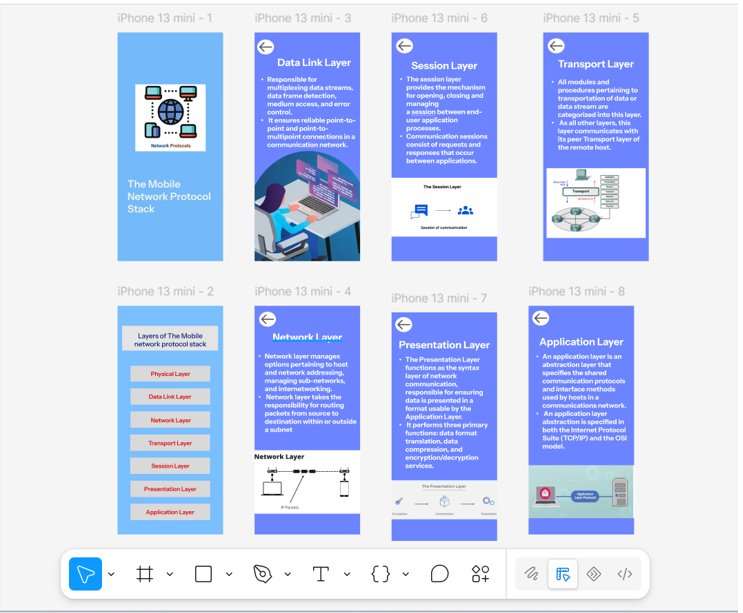 iPhone 13 mini - 1
Network Protocols
The Mobile
Network Protocol
Stack
iPhone 13 mini - 3
Data Link Layer
• Responsible for
multiplexing data streams,
data frame detection,
medium access, and error
control.
• It ensures reliable point-to-
point and point-to-
multipoint connections in a
communication network.
iPhone 13 mini - 6
Session Layer
• The session layer
provides the mechanism
for opening, closing and
managing
a session between end-
user application
processes.
• Communication sessions
consist of requests and
responses that occur
between applications.
The Session Layer
Session of communication
iPhone 13 mini - 5
Transport Layer
• All modules and
procedures pertaining to
transportation of data or
data stream are
categorized into this layer.
• As all other layers, this
layer communicates with
its peer Transport layer of
the remote host.
Transport
iPhone 13 mini - 2
Layers of The Mobile
network protocol stack
Physical Layer
Data Link Layer
Network Layer
Transport Layer
Session Layer
Presentation Layer
Application Layer
iPhone 13 mini - 4
Network Layer
• Network layer manages
options pertaining to host
and network addressing,
managing sub-networks,
and internetworking.
• Network layer takes the
responsibility for routing
packets from source to
destination within or outside
a subnet
Network Layer
IP Packets
iPhone 13 mini - 7
Presentation Layer
• The Presentation Layer
functions as the syntax
layer of network
communication,
responsible for ensuring
data is presented in a
format usable by the
Application Layer.
• It performs three primary
functions: data format
translation, data
compression, and
encryption/decryption
services.
The Presentation Layer
Encryption
Compression
Translation
iPhone 13 mini - 8
Application Layer
• An application layer is an
abstraction layer that
specifies the shared
communication protocols
and interface methods
used by hosts in a
communications network.
• An application layer
abstraction is specified in
both the Internet Protocol
Suite (TCP/IP) and the OSI
model.
Application
Layer Protocol